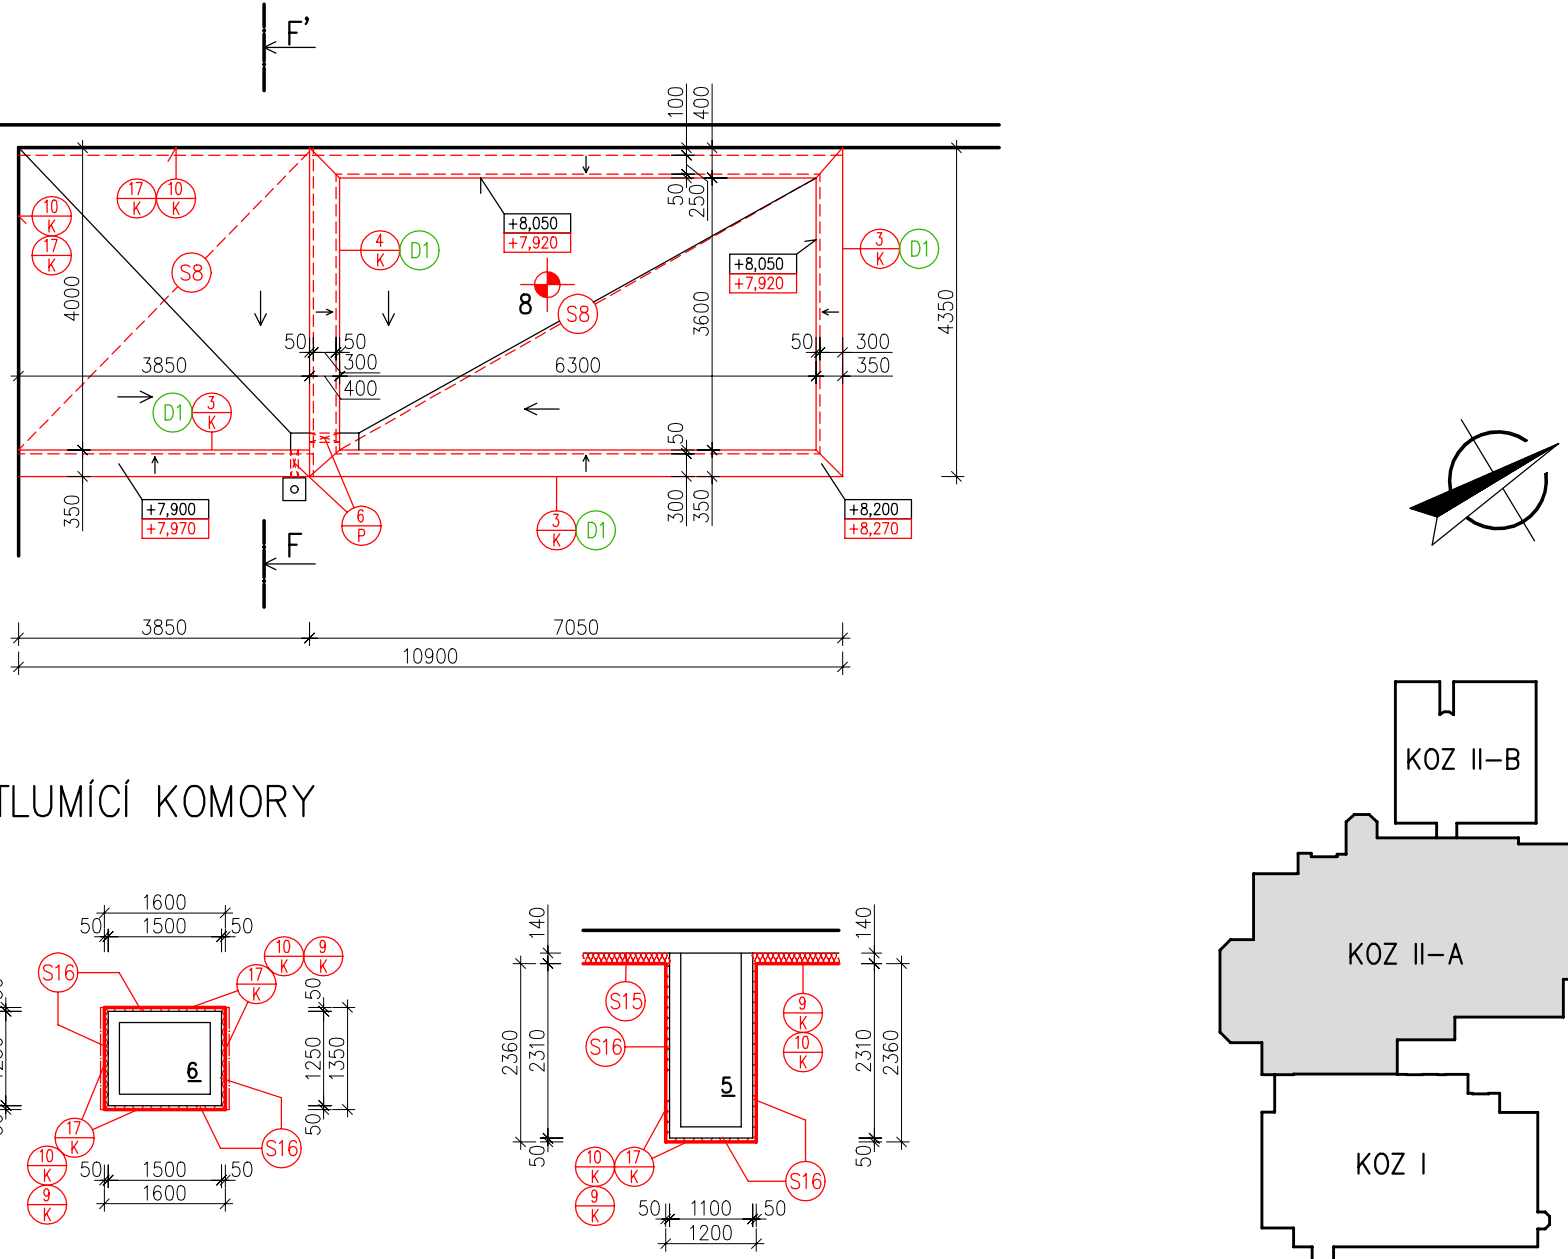 F'
100
400
17
K
10
K
10
K
17
K
S8
4000
+8,050
+7,920
4
K
D1
50
250
+8,050
+7,920
3
K
D1
8
S8
3600
4350
50
50
300
400
3850
6300
50
300
350
D1
3
K
50
350
+7,900
+7,970
6
P
3
K
D1
300
350
+8,200
+8,270
F
3850
7050
10900
KOZ II-B
TLUMÍCÍ KOMORY
KOZ II-A
KOZ I
1600
50
1500
50
10
K
9
K
S16
17
K
50
1250
1350
50
6
17
K
S16
10
K
9
K
50
1500
50
1600
140
140
S15
9
K
S16
10
K
2360
2310
2310
2360
5
50
50
10
K
17
K
S16
9
K
50
1100
50
1200